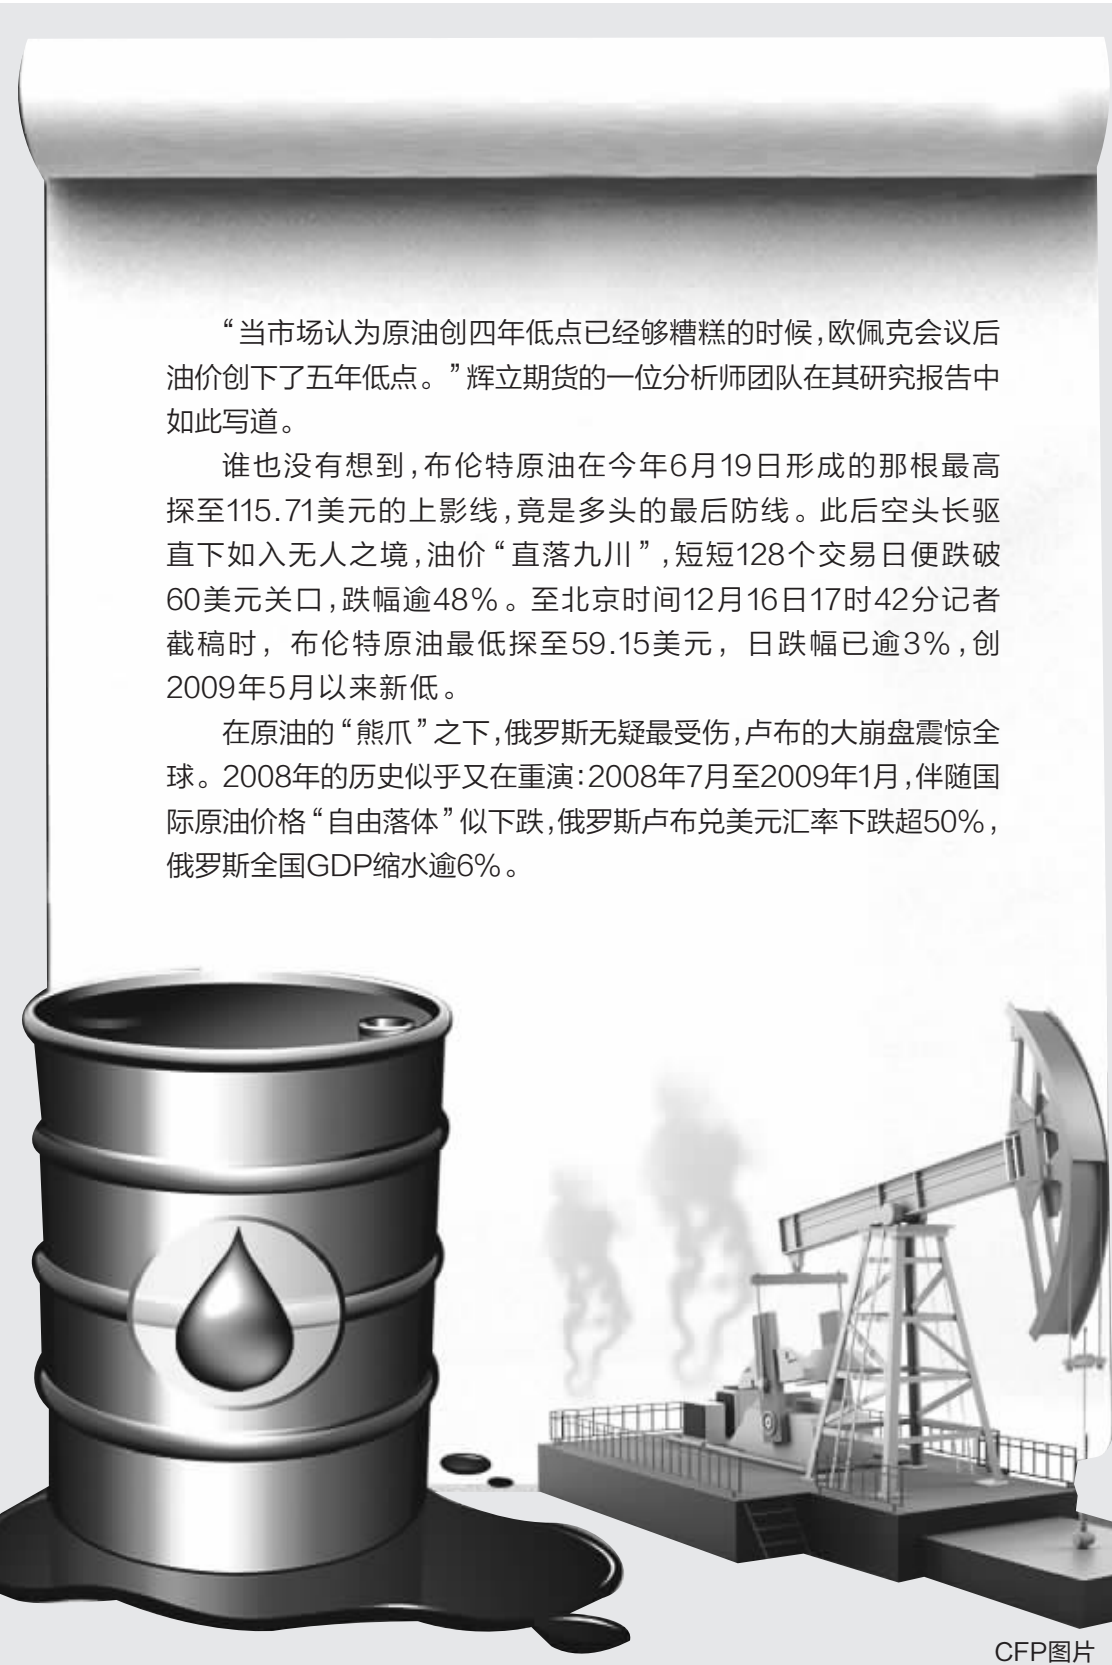 “当市场认为原油创四年低点已经够糟糕的时候,欧佩克会议后
油价创下了五年低点。”辉立期货的一位分析师团队在其研究报告中
如此写道。
谁也没有想到,布伦特原油在今年6月19日形成的那根最高
探至115.71美元的上影线,竟是多头的最后防线。此后空头长驱
直下如入无人之境,油价“直落九川”,短短128个交易日便跌破
60美元关口,跌幅逾48%。至北京时间12月16日17时42分记者
截稿时，布伦特原油最低探至59.15美元，日跌幅已逾3%,创
2009年5月以来新低。
在原油的“熊爪”之下,俄罗斯无疑最受伤,卢布的大崩盘震惊全
球。2008年的历史似乎又在重演:2008年7月至2009年1月,伴随国
际原油价格“自由落体”似下跌,俄罗斯卢布兑美元汇率下跌超50%,
俄罗斯全国GDP缩水逾6%。
CFP图片